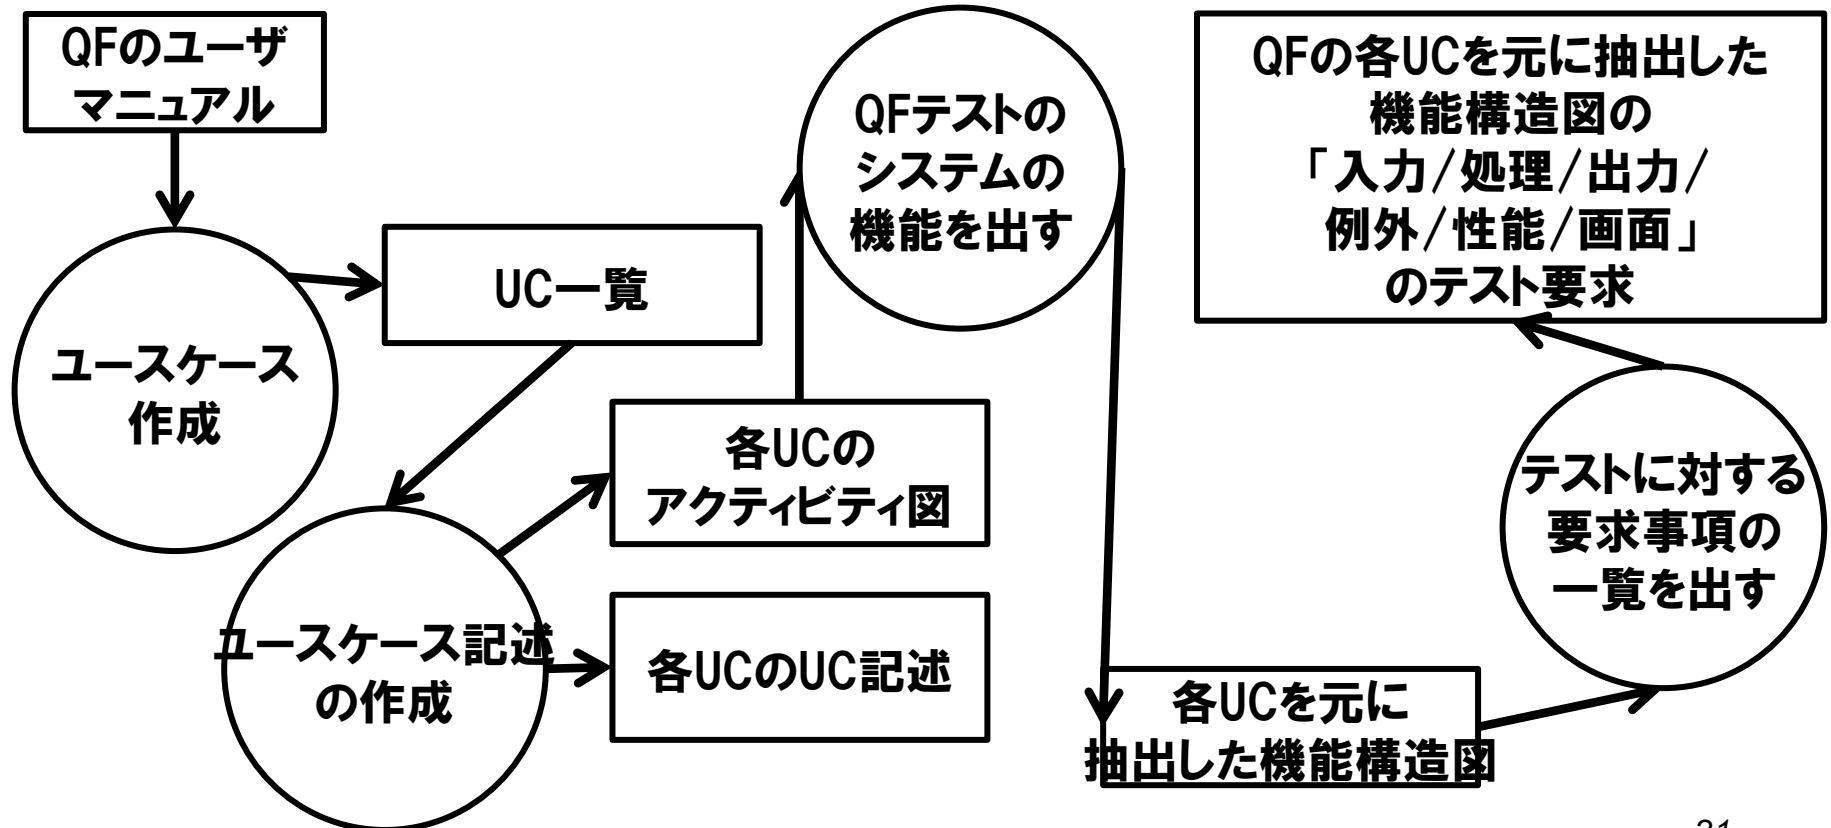 QFのユーザ
マニュアル
ユースケース
作成
UC一覧
ユースケース記述
の作成
各UCの
アクティビティ図
各UCのUC記述
QFテストの
システムの
機能を出す
各UCを元に
抽出した機能構造図
テストに対する
要求事項の
一覧を出す
QFの各UCを元に抽出した
機能構造図の
「入力/処理/出力/
例外/性能/画面」
のテスト要求